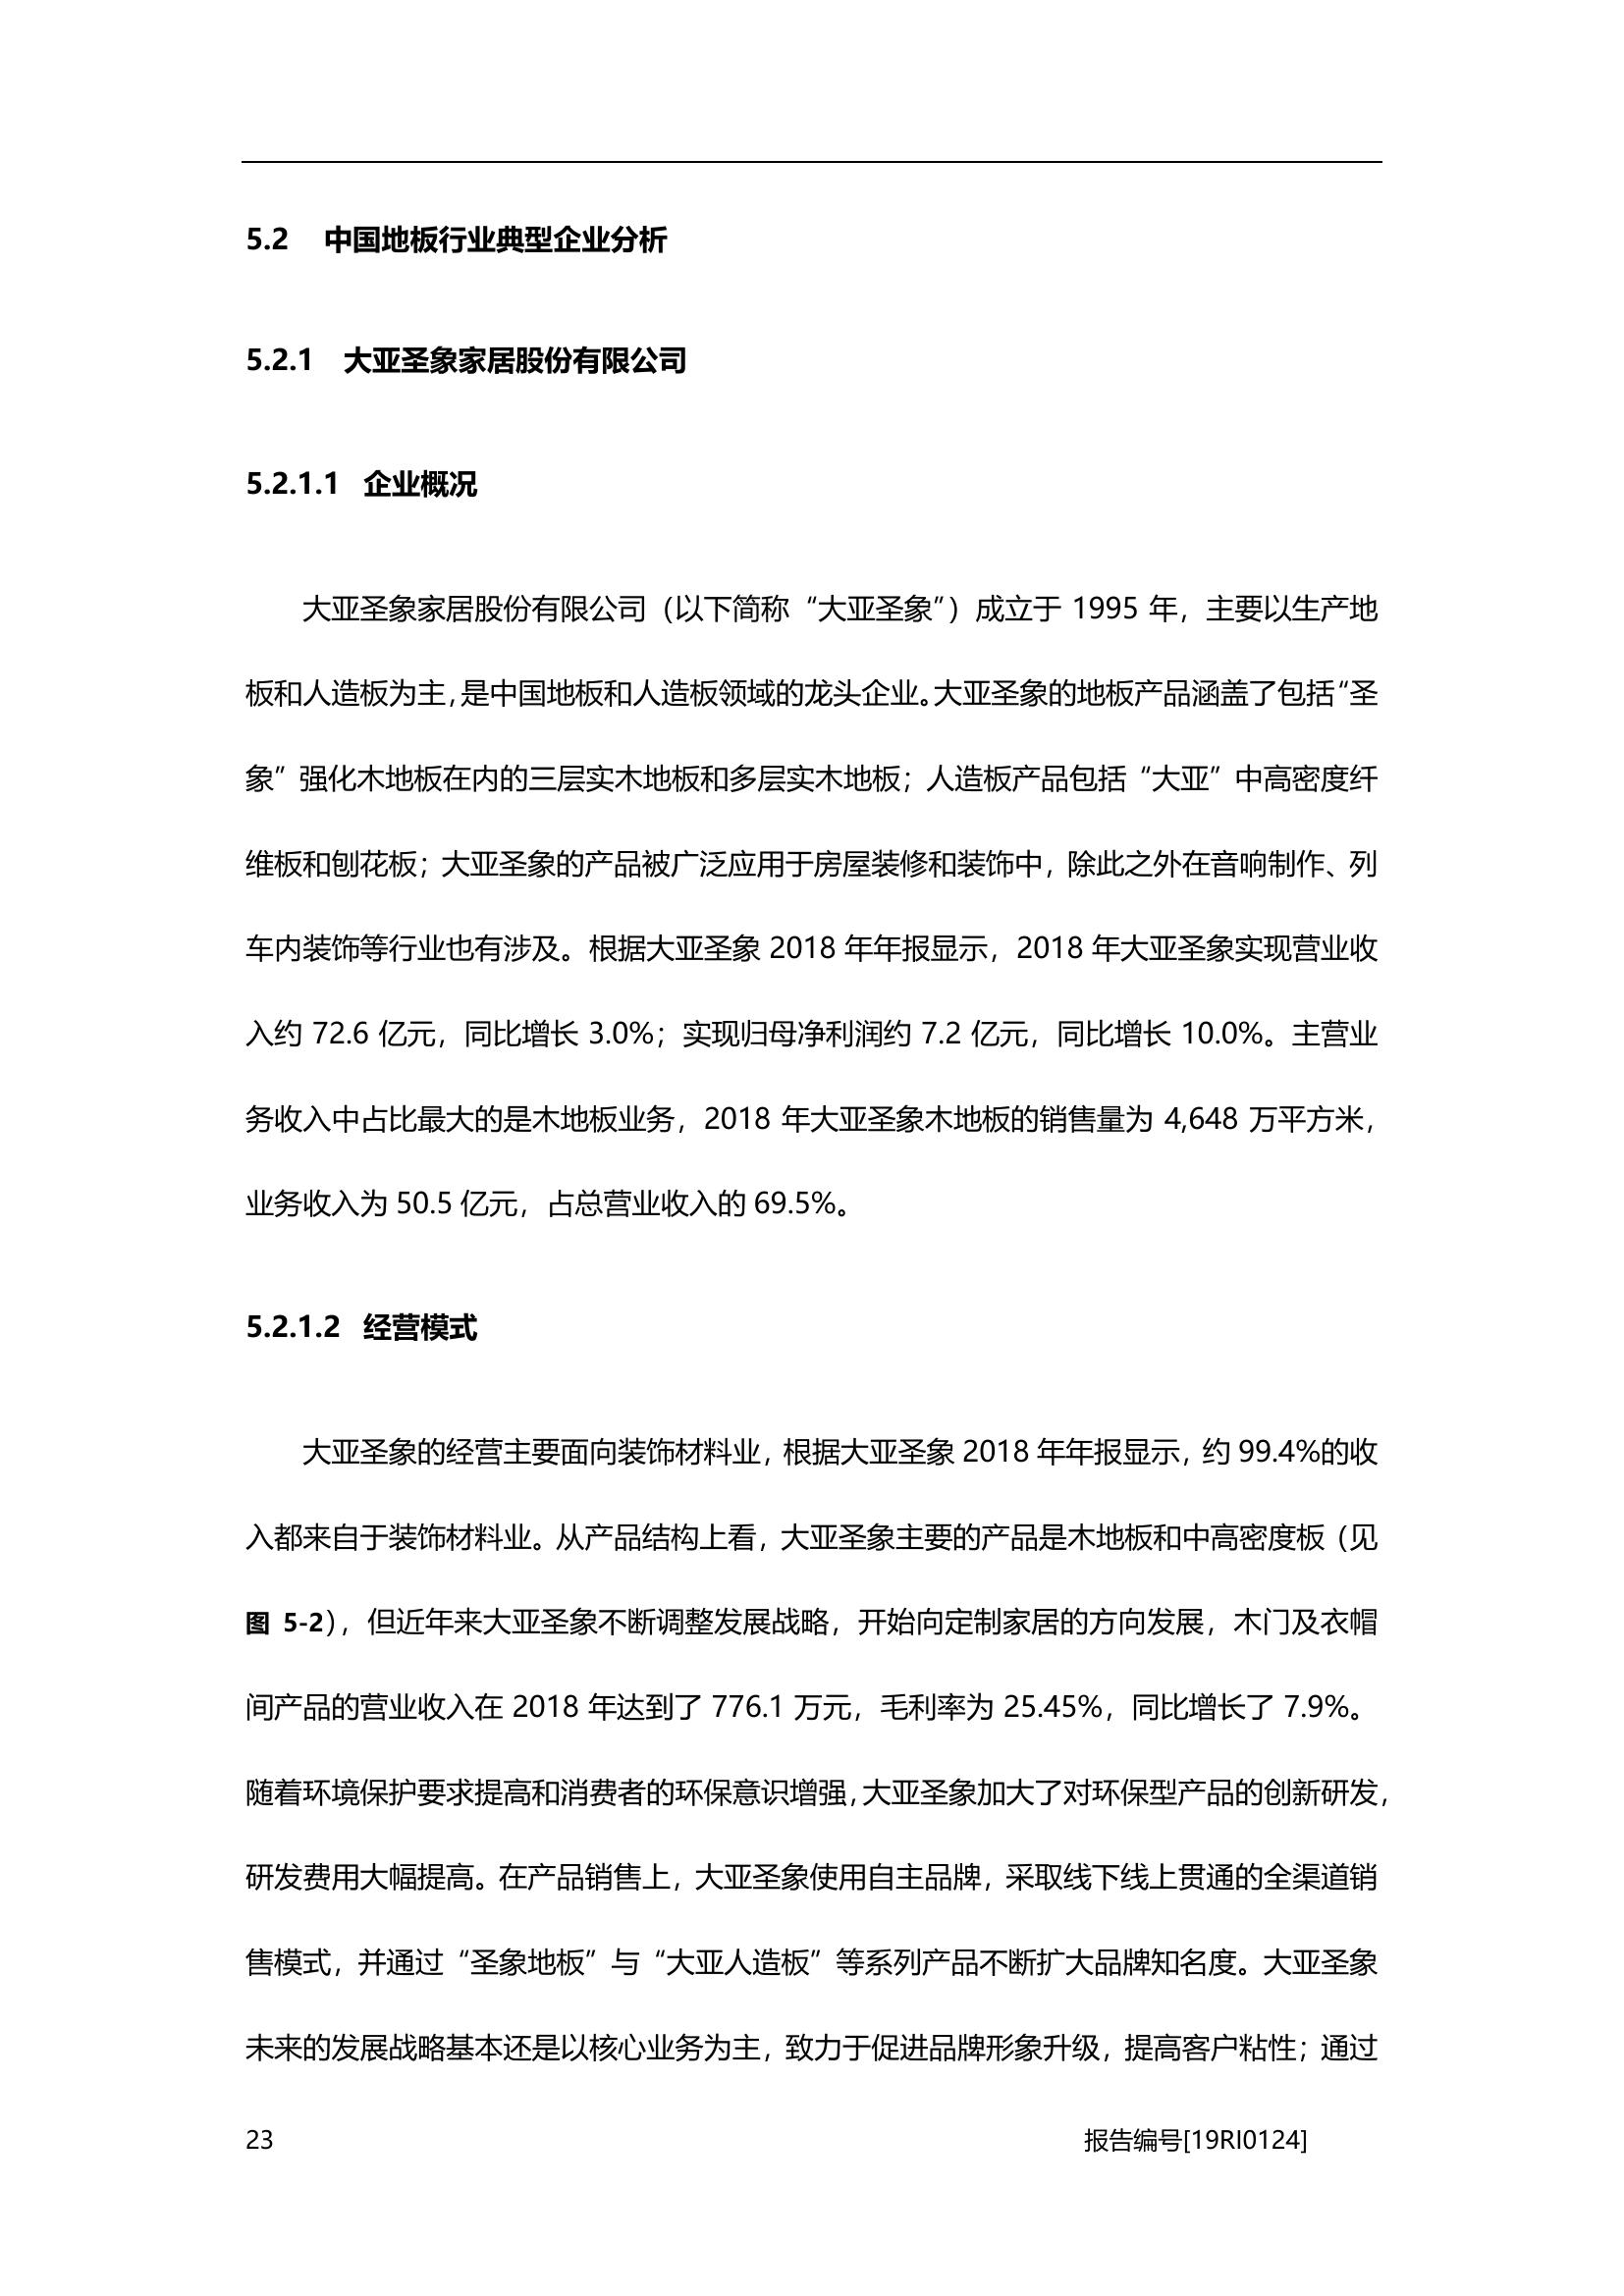 5.2 中国地板行业典型企业分析
5.2.1 大亚圣象家居股份有限公司
5.2.1.1 企业概况
大亚圣象家居股份有限公司（以下简称“大亚圣象”）成立于 1995 年，主要以生产地
板和人造板为主，是中国地板和人造板领域的龙头企业。大亚圣象的地板产品涵盖了包括“圣
象”强化木地板在内的三层实木地板和多层实木地板；人造板产品包括“大亚”中高密度纤
维板和刨花板；大亚圣象的产品被广泛应用于房屋装修和装饰中，除此之外在音响制作、列
车内装饰等行业也有涉及。根据大亚圣象 2018 年年报显示，2018 年大亚圣象实现营业收
入约 72.6 亿元，同比增长 3.0%；实现归母净利润约 7.2 亿元，同比增长 10.0%。主营业
务收入中占比最大的是木地板业务，2018 年大亚圣象木地板的销售量为 4,648 万平方米，
业务收入为 50.5 亿元，占总营业收入的 69.5%。
5.2.1.2 经营模式
大亚圣象的经营主要面向装饰材料业，根据大亚圣象 2018 年年报显示，约 99.4%的收
入都来自于装饰材料业。从产品结构上看，大亚圣象主要的产品是木地板和中高密度板（见
图 5-2），但近年来大亚圣象不断调整发展战略，开始向定制家居的方向发展，木门及衣帽
间产品的营业收入在 2018 年达到了 776.1 万元，毛利率为 25.45%，同比增长了 7.9%。
随着环境保护要求提高和消费者的环保意识增强，大亚圣象加大了对环保型产品的创新研发，
研发费用大幅提高。在产品销售上，大亚圣象使用自主品牌，采取线下线上贯通的全渠道销
售模式，并通过“圣象地板”与“大亚人造板”等系列产品不断扩大品牌知名度。大亚圣象
未来的发展战略基本还是以核心业务为主，致力于促进品牌形象升级，提高客户粘性；通过
23 报告编号[19RI0124]